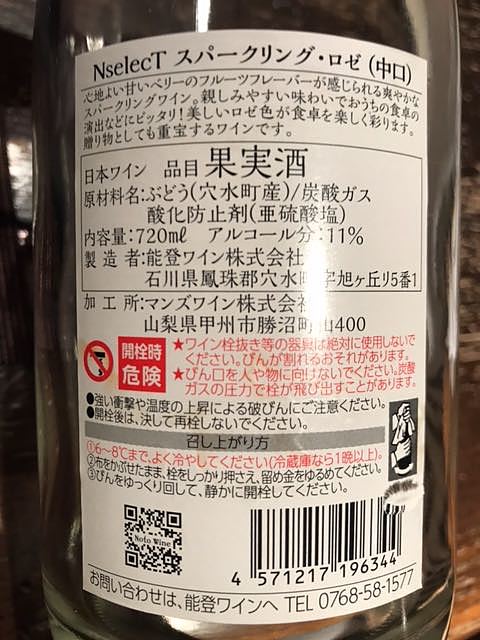 NselecT スパークリング・ロゼ (中口)
心地よい甘いベリーのフルーツフレーバーが感じられる爽やかな
スパークリングワイン。親しみやすい味わいでおうちの食卓の
演出などにピッタリ!美しいロゼ色が食卓を楽しく彩ります。
贈り物としても重宝するワインです。
日本ワイン 品目 果実酒
原材料名:ぶどう(穴水町産)/炭酸ガス
酸化防止剤(亜硫酸塩)
内容量:720mℓ アルコール分:11%
製造者:能登ワイン株式会社
石川県鳳珠郡穴水町字旭ヶ丘リ5番1
加工所:マンズワイン株式会社
山梨県甲州市勝沼町山400
開栓時
危険
★ワイン栓抜き等の器具は絶対に使用しないで
ください。びんが割れるおそれがあります。
★びん口を人や物に向けないでください。炭酸
ガスの圧力で栓が飛び出すことがあります。
●強い衝撃や温度の上昇による破びんにご注意ください。
●開栓後は、決して再栓しないでください。
召し上がり方
①6~8℃まで、よく冷やしてください(冷蔵庫なら1晩以上)。
②布をかぶせたまま、栓をしっかり押さえ、留め金をゆるめてください。
③びんをゆっくり回して、静かに開栓してください。
Noto Wine
4 571217 196344
お問い合わせは、能登ワインへ TEL 0768-58-1577